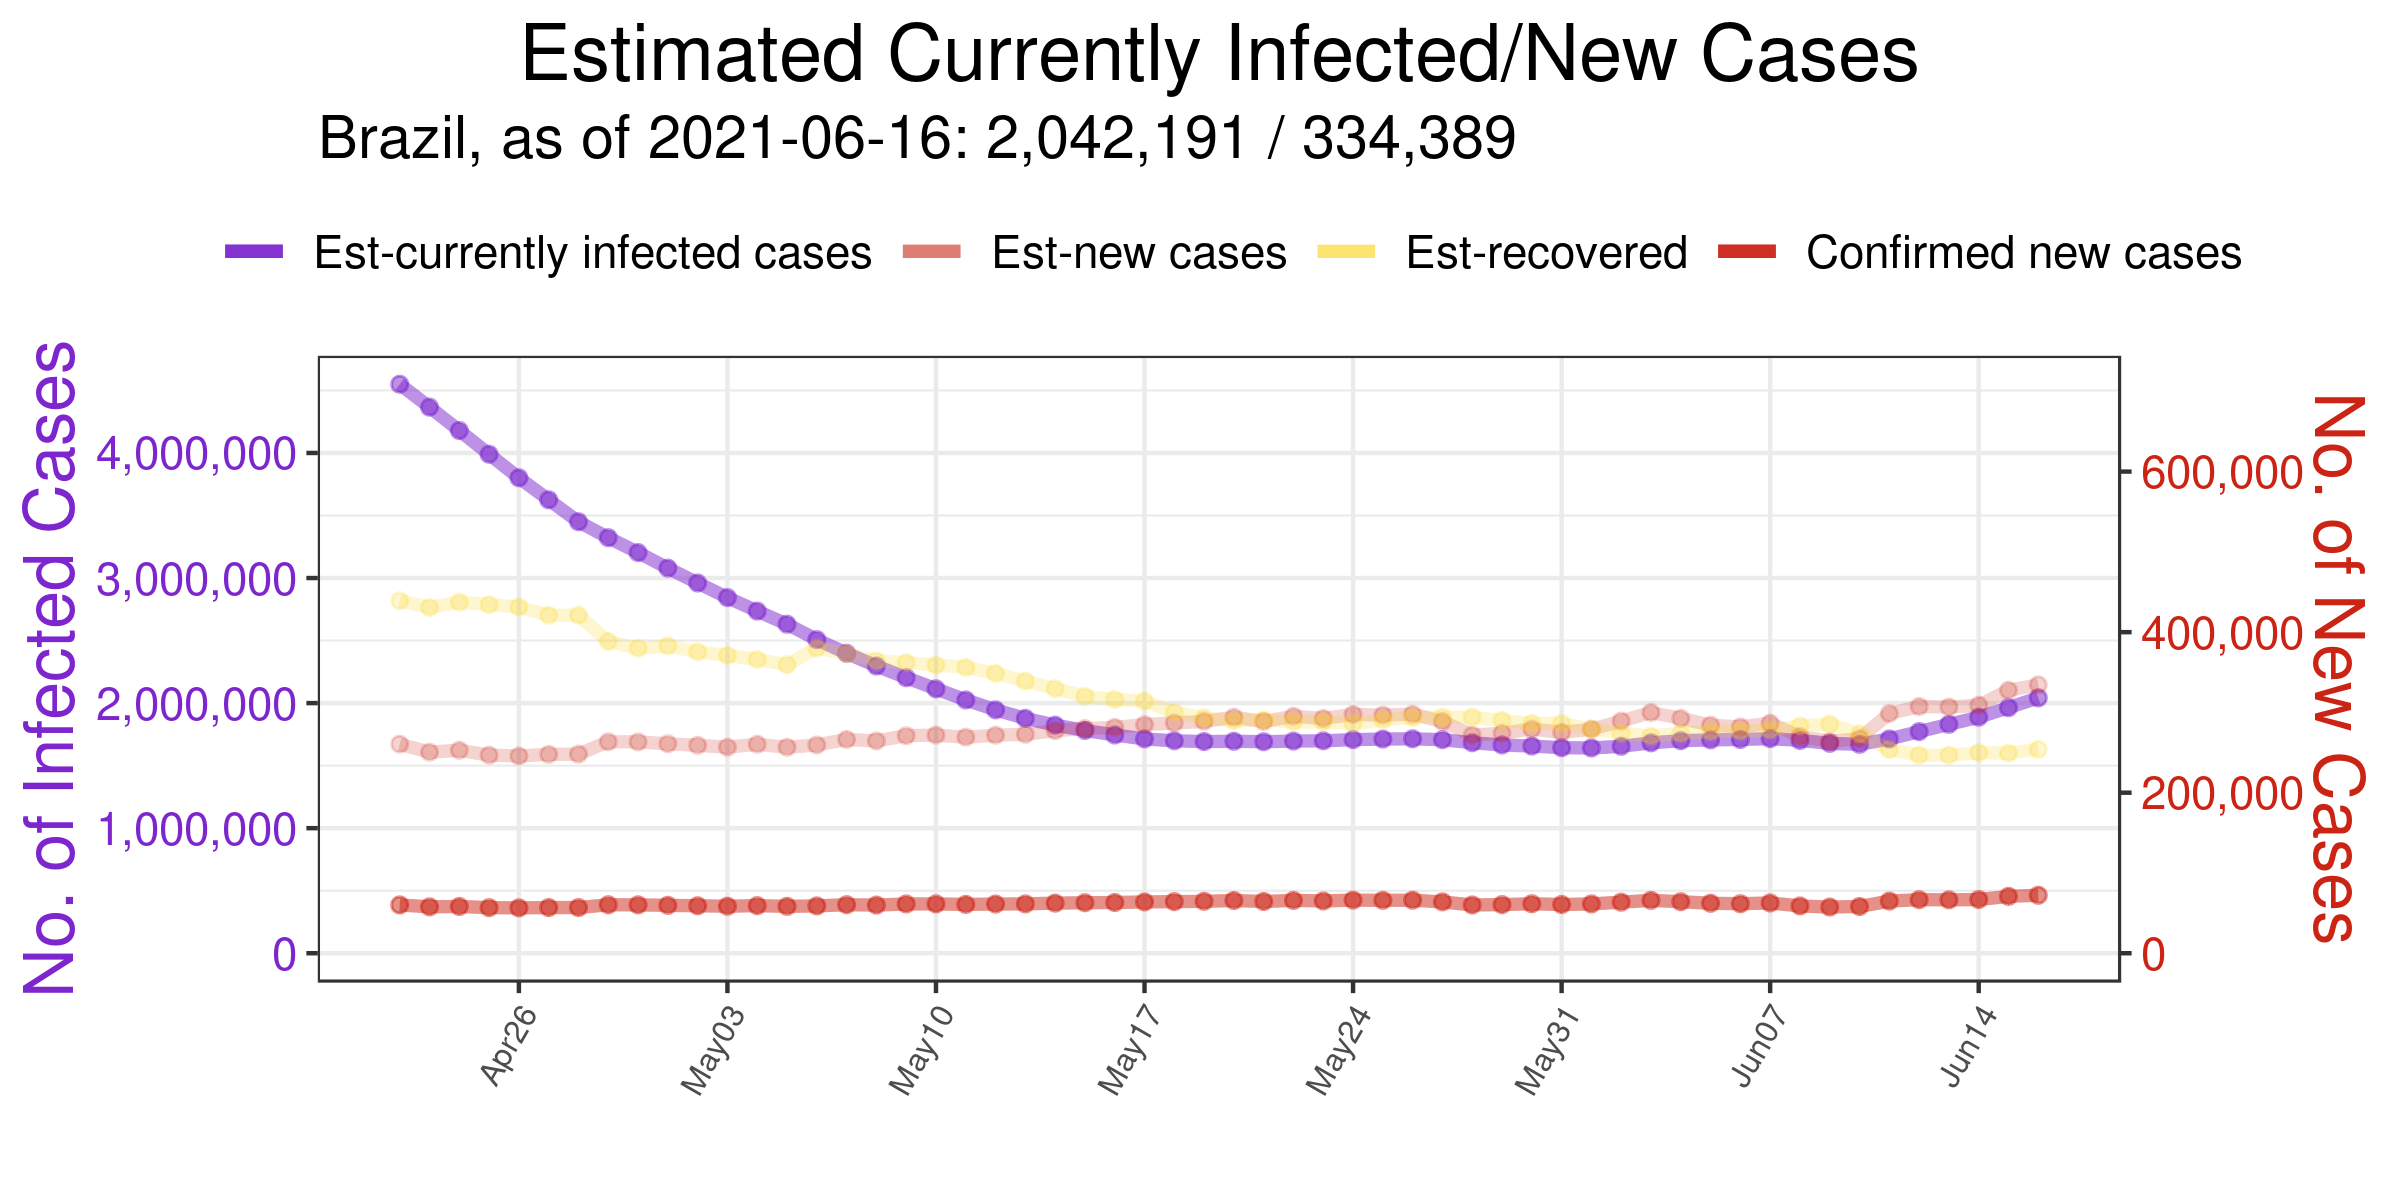 Estimated Currently Infected/New Cases
Brazil, as of 2021-06-16: 2,042,191 / 334,389
Est-currently infected cases Est-new cases Est-recovered Confirmed new cases
No. of Infected Cases
4,000,000
3,000,000
2,000,000
1,000,000
0
600,000
400,000
200,000
0
No. of New Cases
Apr26 May03 May10 May17 May24 May31 Jun07 Jun14